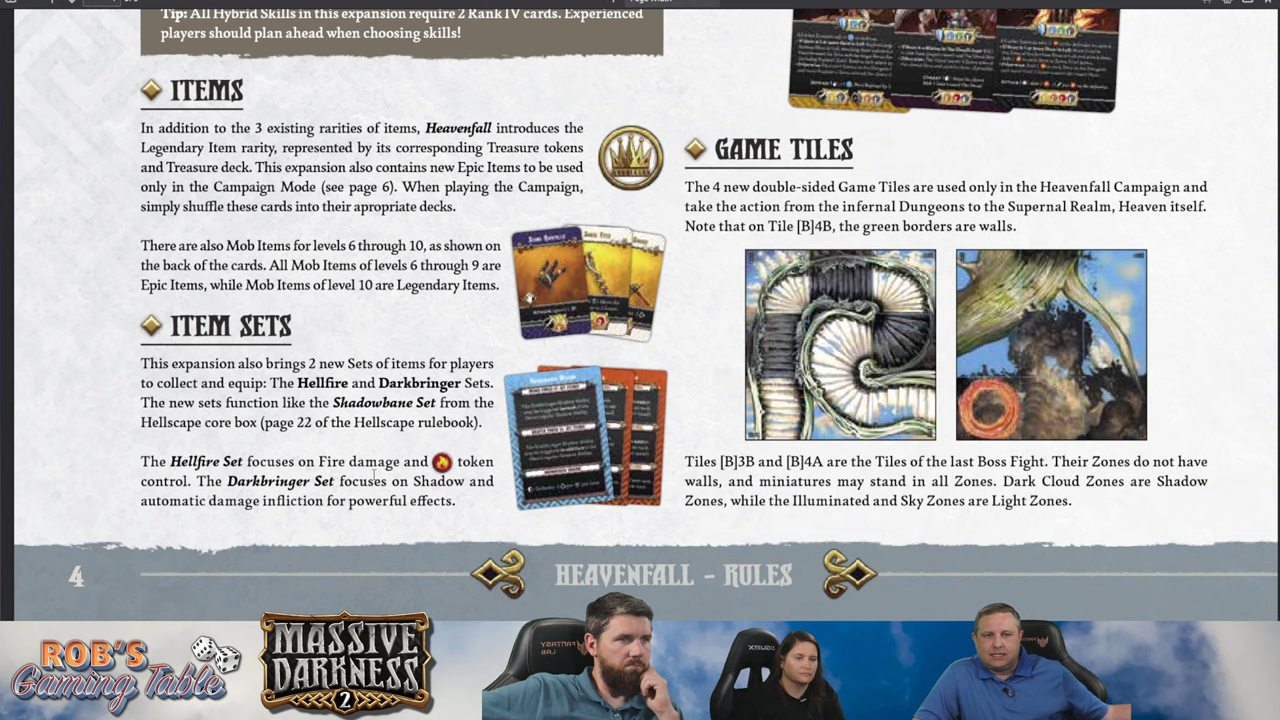 Tip: All Hybrid Skills in this expansion require 2 Rank IV cards. Experienced
players should plan ahead when choosing skills!
ITEMS
In addition to the 3 existing rarities of items, Heavenfall introduces the
Legendary Item rarity, represented by its corresponding Treasure tokens
and Treasure deck. This expansion also contains new Epic Items to be used
only in the Campaign Mode (see page 6). When playing the Campaign,
simply shuffle these cards into their apropriate decks.
There are also Mob Items for levels 6 through 10, as shown on
the back of the cards. All Mob Items of levels 6 through 9 are
Epic Items, while Mob Items of level 10 are Legendary Items.
ITEM SETS
This expansion also brings 2 new Sets of items for players
to collect and equip: The Hellfire and Darkbringer Sets.
The new sets function like the Shadowbane Set from the
Hellscape core box (page 22 of the Hellscape rulebook).
The Hellfire Set focuses on Fire damage and token
control. The Darkbringer Set focuses on Shadow and
automatic damage infliction for powerful effects.
GAME TILES
The 4 new double-sided Game Tiles are used only in the Heavenfall Campaign and
take the action from the infernal Dungeons to the Supernal Realm, Heaven itself.
Note that on Tile [B]4B, the green borders are walls.
Tiles [B]3B and [B]4A are the Tiles of the last Boss Fight. Their Zones do not have
walls, and miniatures may stand in all Zones. Dark Cloud Zones are Shadow
Zones, while the Illuminated and Sky Zones are Light Zones.
4
HEAVENFALL - RULES
ROB'S
Gaming Table
MASSIVE
DARKNESS
2